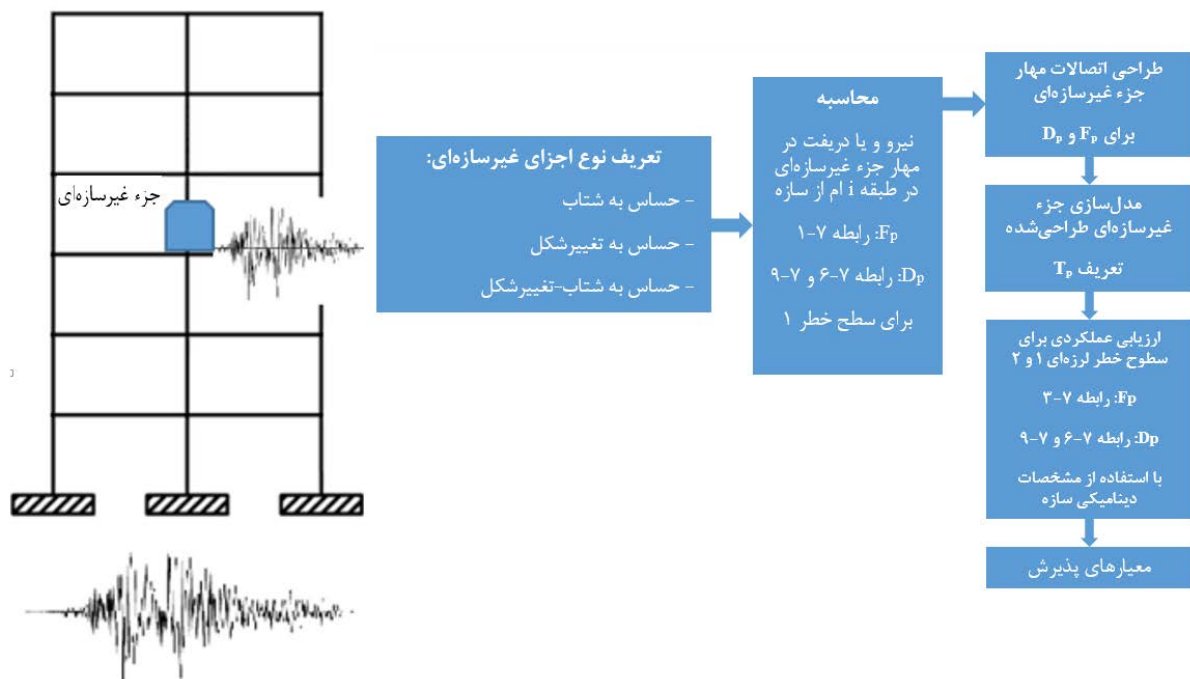 جزء غیرسازه‌ای
تعریف نوع اجزای غیرسازه‌ای:
- حساس به شتاب
- حساس به تغییرشکل
- حساس به شتاب-تغییرشکل
محاسبه
نیرو و یا دریفت در
مهار جزء غیرسازه‌ای
در طبقه i ام از سازه
Fp: رابطه ۷-۱
Dp: رابطه ۷-۶ و ۷-۹
برای سطح خطر ۱
طراحی اتصالات مهار
جزء غیرسازه‌ای
برای Fp و Dp
مدل‌سازی جزء
غیرسازه‌ای طراحی‌شده
تعریف Tp
ارزیابی عملکردی برای
سطوح خطر لرزه‌ای ۱ و ۲
Fp: رابطه ۷-۳
Dp: رابطه ۷-۶ و ۷-۹
با استفاده از مشخصات
دینامیکی سازه
معیارهای پذیرش